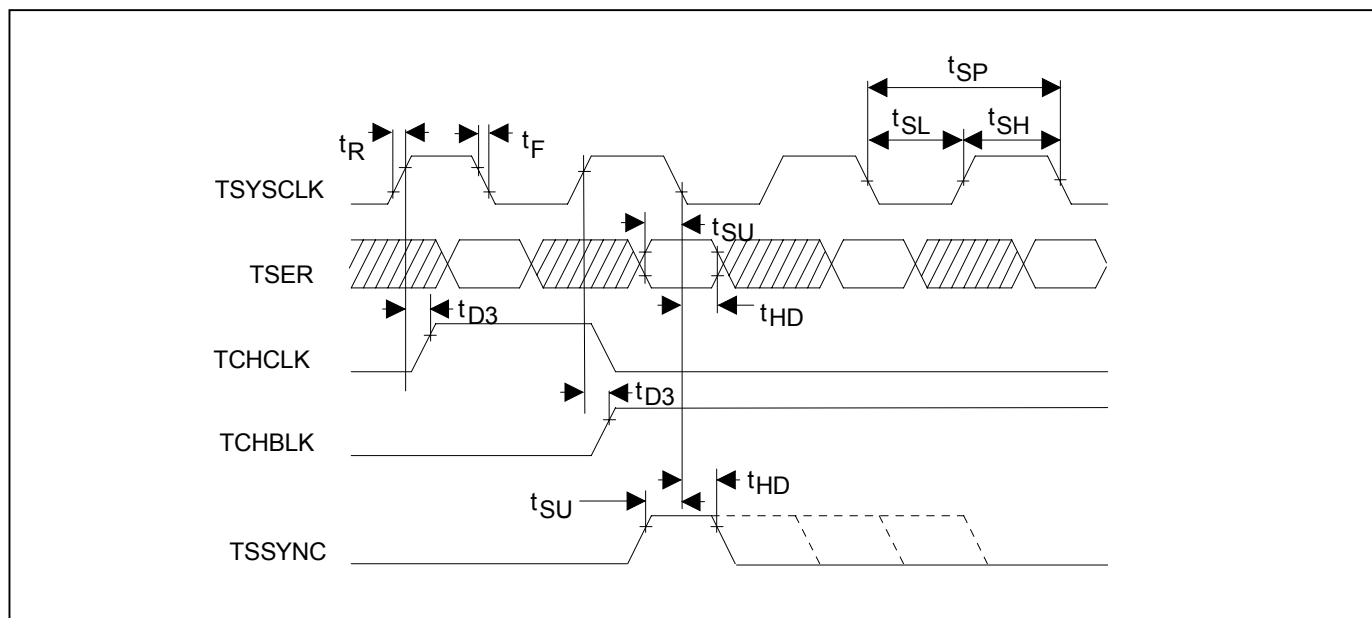 tSP
tSL
tSH
tR
tF
TSYSCLK
tSU
TSER
tD3
tHD
TCHCLK
tD3
TCHBLK
tHD
tSU
TSSYNC